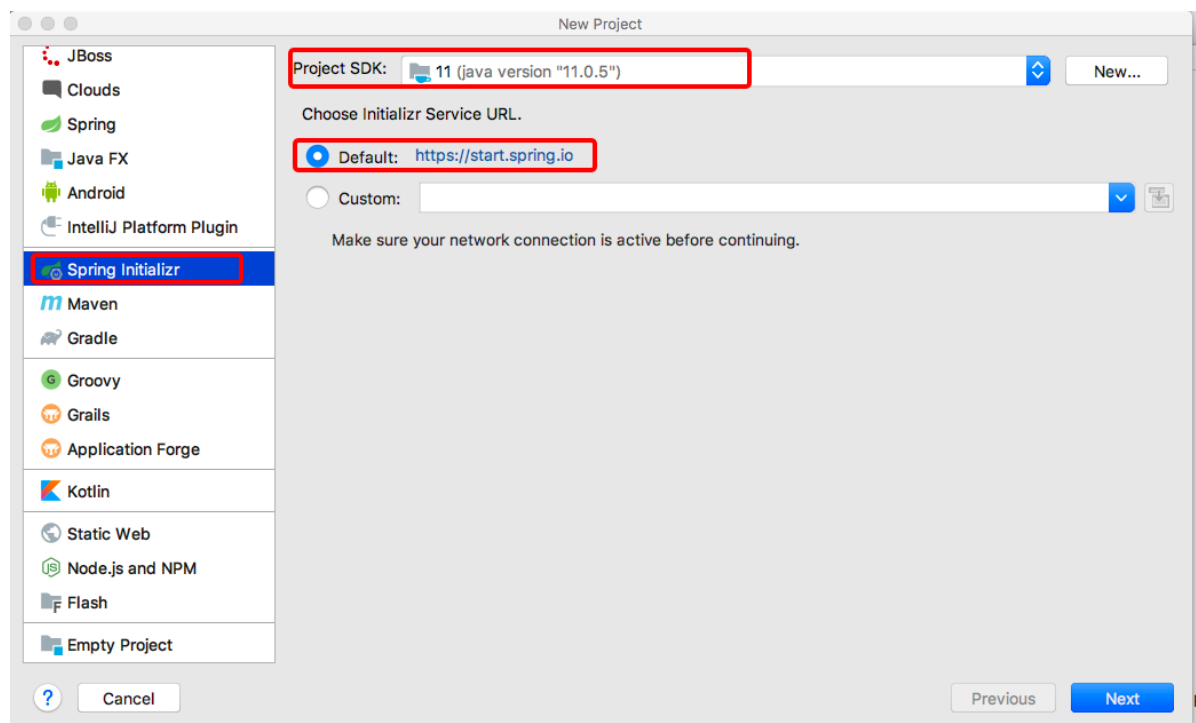 New Project
JBoss
Clouds
Spring
Java FX
Android
IntelliJ Platform Plugin
Spring Initializr
Maven
Gradle
Groovy
Grails
Application Forge
Kotlin
Static Web
Node.js and NPM
Flash
Empty Project
Project SDK: 11 (java version "11.0.5") New...
Choose Initializr Service URL.
Default: https://start.spring.io
Custom:
Make sure your network connection is active before continuing.
? Cancel Previous Next